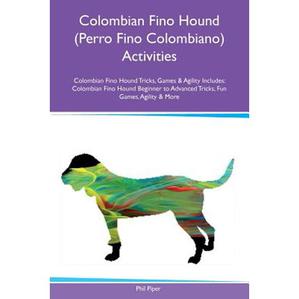 Colombian Fino Hound
(Perro Fino Colombiano)
Activities
Colombian Fino Hound Tricks, Games & Agility Includes:
Colombian Fino Hound Beginner to Advanced Tricks, Fun
Games, Agility & More
Phil Piper